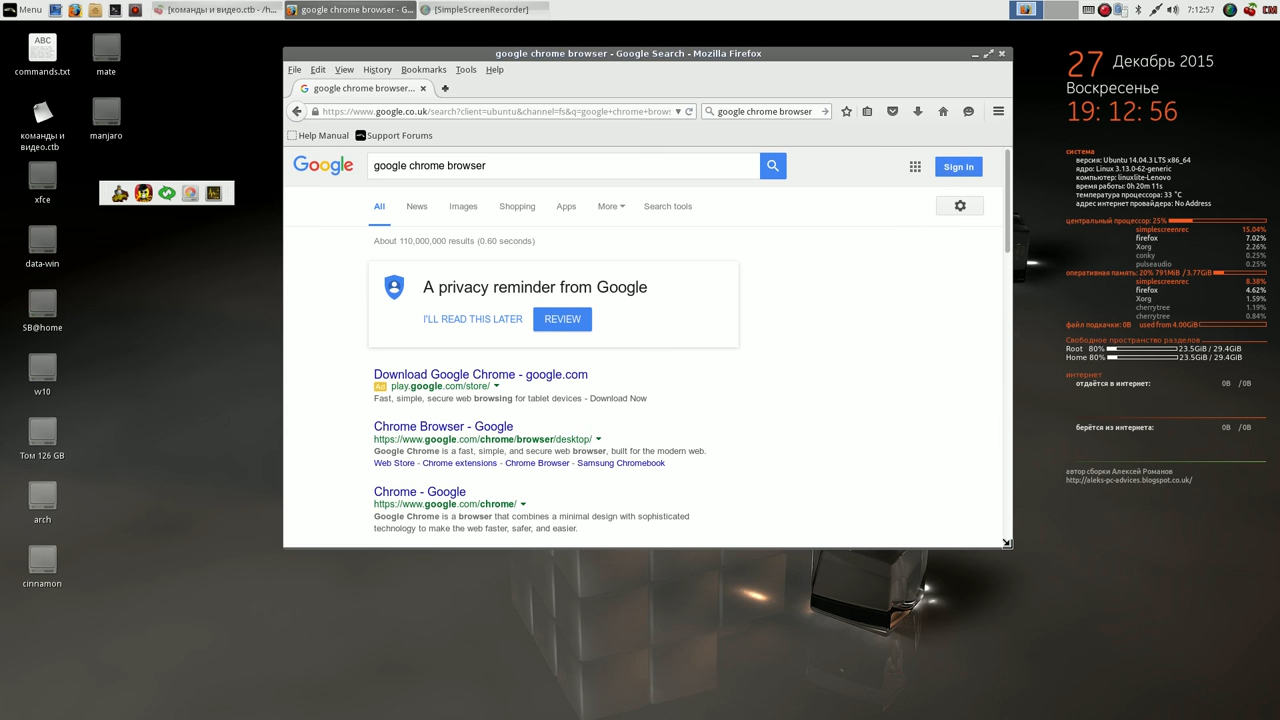 Menu
[команды и видео.ctb - /h...
google chrome browser - G...
[SimpleScreenRecorder]
7:12:57
ABC
commands.txt
mate
команды и
видео.ctb
manjaro
xfce
data-win
SB@home
w10
Том 126 GB
arch
cinnamon
google chrome browser - Google Search - Mozilla Firefox
File Edit View History Bookmarks Tools Help
google chrome browser...
https://www.google.co.uk/search?client=ubuntu&channel=fs&q=google+chrome+brows
google chrome browser
Help Manual Support Forums
Google
google chrome browser
Sign in
All News Images Shopping Apps More Search tools
About 110,000,000 results (0.60 seconds)
A privacy reminder from Google
I'LL READ THIS LATER REVIEW
Download Google Chrome - google.com
Ad play.google.com/store/
Fast, simple, secure web browsing for tablet devices - Download Now
Chrome Browser - Google
https://www.google.com/chrome/browser/desktop/
Google Chrome is a fast, simple, and secure web browser, built for the modern web.
Web Store - Chrome extensions - Chrome Browser - Samsung Chromebook
Chrome - Google
https://www.google.com/chrome/
Google Chrome is a browser that combines a minimal design with sophisticated
technology to make the web faster, safer, and easier.
27 Декабрь 2015
Воскресенье
19: 12: 56
система
версия: Ubuntu 14.04.3 LTS x86_64
ядро: Linux 3.13.0-62-generic
компьютер: linuxlite-Lenovo
время работы: 0h 20m 11s
температура процессора: 33 °C
адрес интернет провайдера: No Address
центральный процессор: 25%
simplescreenrec 15.04%
firefox 7.02%
Xorg 2.26%
conky 0.25%
pulseaudio 0.25%
оперативная память: 20% 791MiB / 3.77GiB
simplescreenrec 8.38%
firefox 4.62%
Xorg 1.59%
cherrytree 1.19%
cherrytree 0.84%
файл подкачки: 0B used from 4.00GiB
Свободное пространство разделов
Root 80% 23.5GiB / 29.4GiB
Home 80% 23.5GiB / 29.4GiB
интернет
отдаётся в интернет: 0B /0B
берётся из интернета: 0B /0B
автор сборки Алексей Романов
http://aleks-pc-advices.blogspot.co.uk/